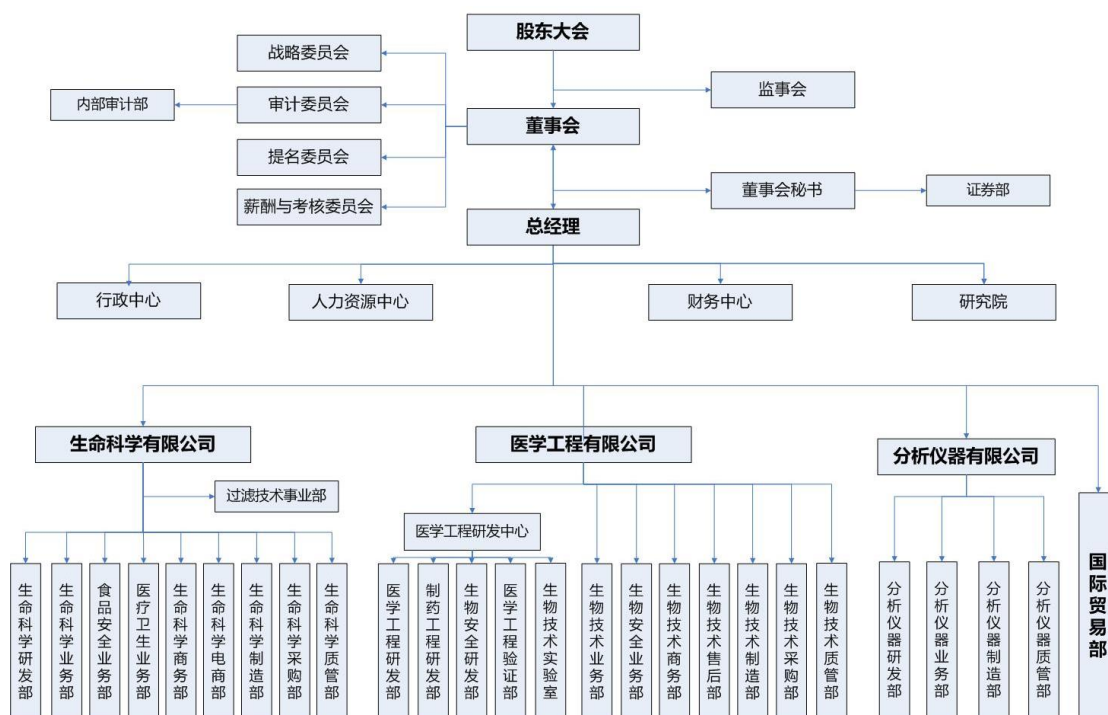 股东大会
战略委员会
监事会
内部审计部
审计委员会
董事会
提名委员会
董事会秘书
证券部
薪酬与考核委员会
总经理
行政中心
人力资源中心
财务中心
研究院
生命科学有限公司
医学工程有限公司
分析仪器有限公司
过滤技术事业部
医学工程研发中心
生命科学研发部
生命科学业务部
食品安全业务部
医疗卫生业务部
生命科学商务部
生命科学电商部
生命科学制造部
生命科学采购部
生命科学质管部
医学工程研发部
制药工程研发部
生物安全研发部
医学工程验证部
生物技术实验室
生物技术业务部
生物安全业务部
生物技术商务部
生物技术售后部
生物技术制造部
生物技术采购部
生物技术质管部
分析仪器研发部
分析仪器业务部
分析仪器制造部
分析仪器质管部
国际贸易部